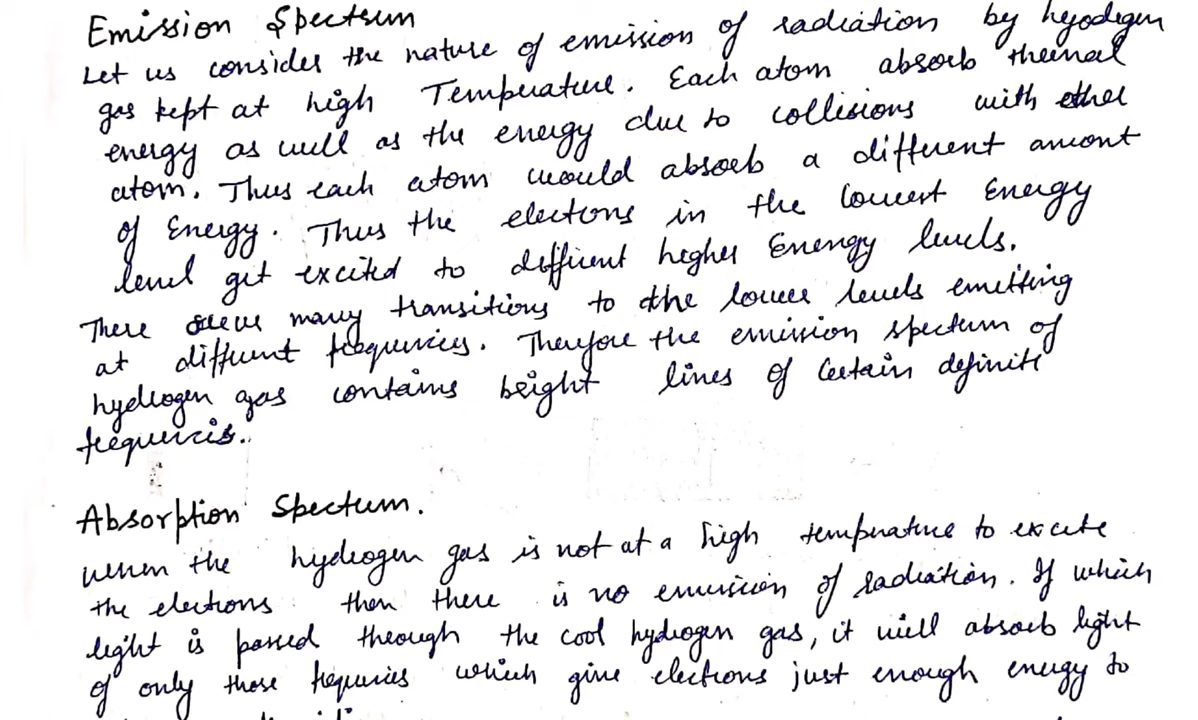 Emission Spectrum
Let us consider the nature of emission of radiation by hyodrgen
gas kept at high Temperature. Each atom absorb thermal
energy as well as the energy due to collisions with other
atom. Thus each atom would absorb a different amont
of Energy. Thus the electons in the lowest Energy
level get excited to different higher Energy levels.
There were many transitions to the lower levels emitting
at different frequencies. Therefore the emission spectrum of
hydrogen gas contains bright lines of certain definite
frequencis.
Absorption Spectrum.
When the hydrogen gas is not at a high temperature to excite
the electrons then there is no emission of radiation. If which
light is passed through the cool hydrogen gas, it will absorb light
of only those frequencies which give electrons just enough energy to